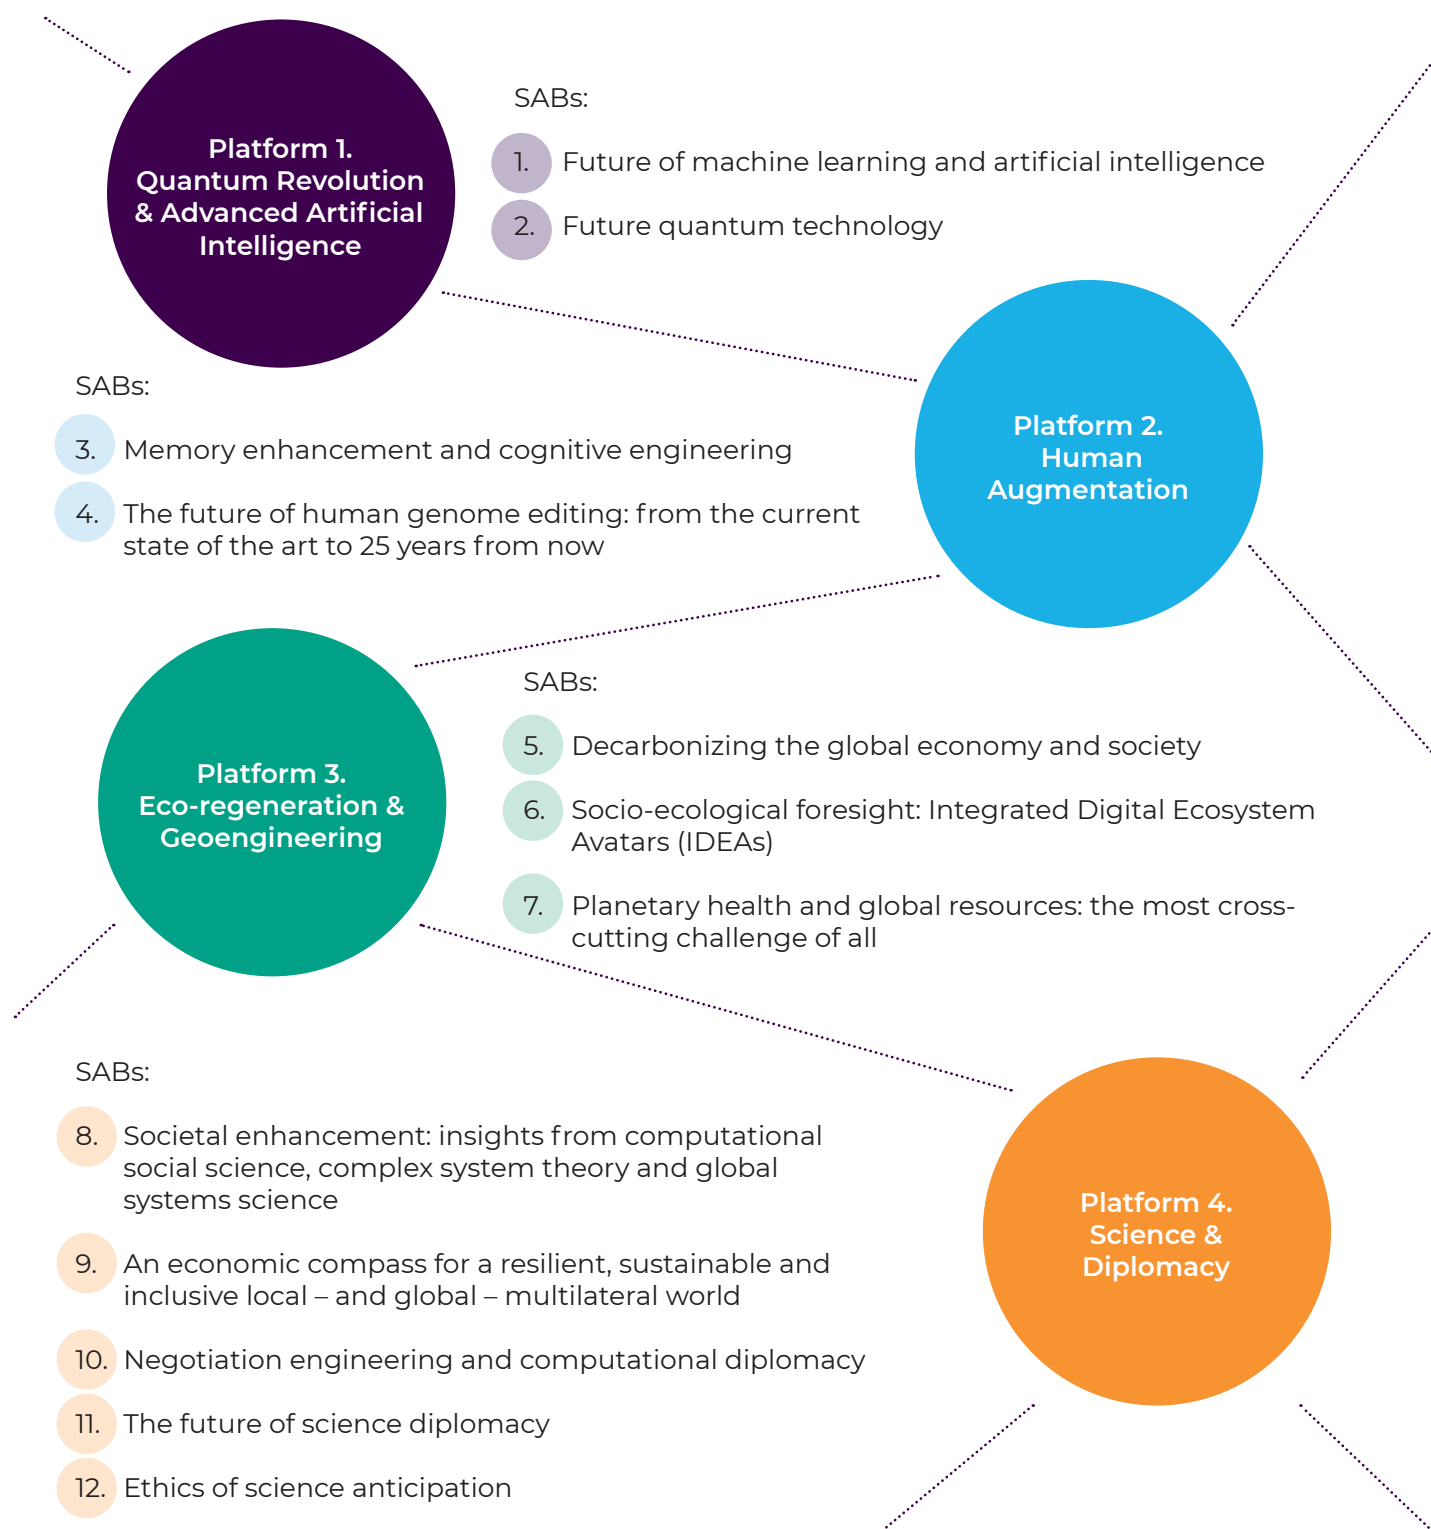 Platform 1.
Quantum Revolution
& Advanced Artificial
Intelligence
SABs:
1. Future of machine learning and artificial intelligence
2. Future quantum technology
Platform 2.
Human
Augmentation
SABs:
3. Memory enhancement and cognitive engineering
4. The future of human genome editing: from the current
state of the art to 25 years from now
Platform 3.
Eco-regeneration &
Geoengineering
SABs:
5. Decarbonizing the global economy and society
6. Socio-ecological foresight: Integrated Digital Ecosystem
Avatars (IDEAs)
7. Planetary health and global resources: the most cross-
cutting challenge of all
Platform 4.
Science &
Diplomacy
SABs:
8. Societal enhancement: insights from computational
social science, complex system theory and global
systems science
9. An economic compass for a resilient, sustainable and
inclusive local – and global – multilateral world
10. Negotiation engineering and computational diplomacy
11. The future of science diplomacy
12. Ethics of science anticipation